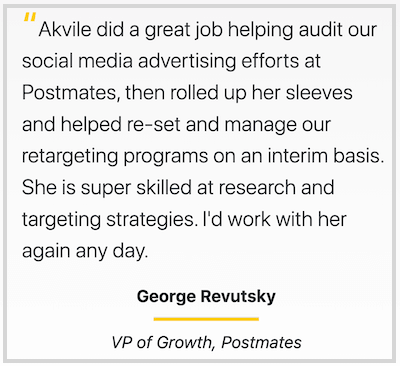 "Akvile did a great job helping audit our
social media advertising efforts at
Postmates, then rolled up her sleeves
and helped re-set and manage our
retargeting programs on an interim basis.
She is super skilled at research and
targeting strategies. I'd work with her
again any day.
George Revutsky
VP of Growth, Postmates